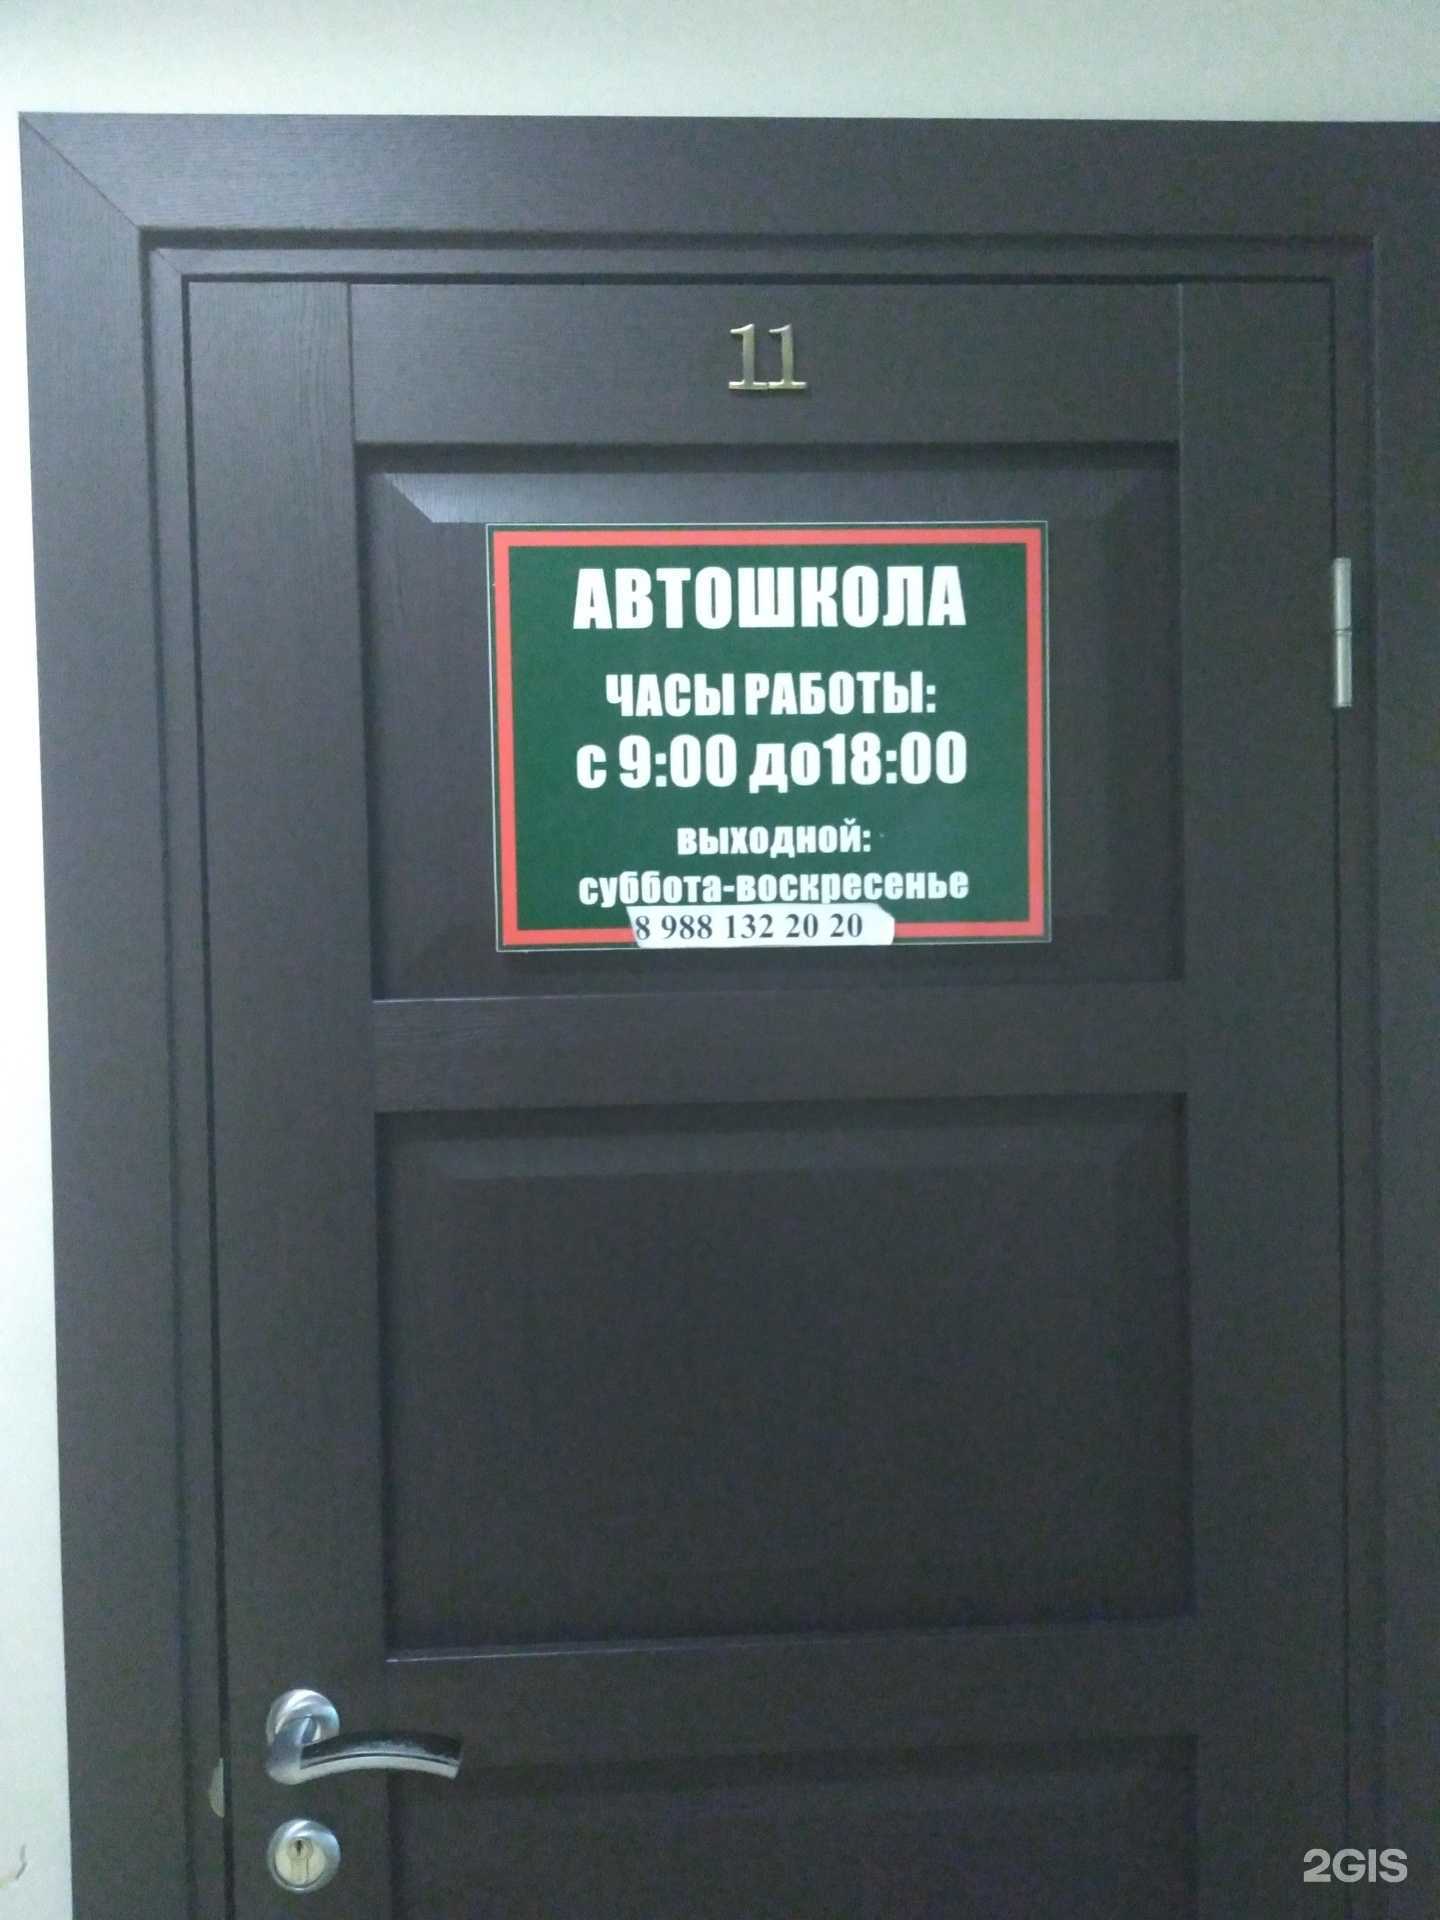 11
АВТОШКОЛА
ЧАСЫ РАБОТЫ:
с 9:00 до18:00
выходной:
суббота-воскресенье
8 988 132 20 20
2GIS